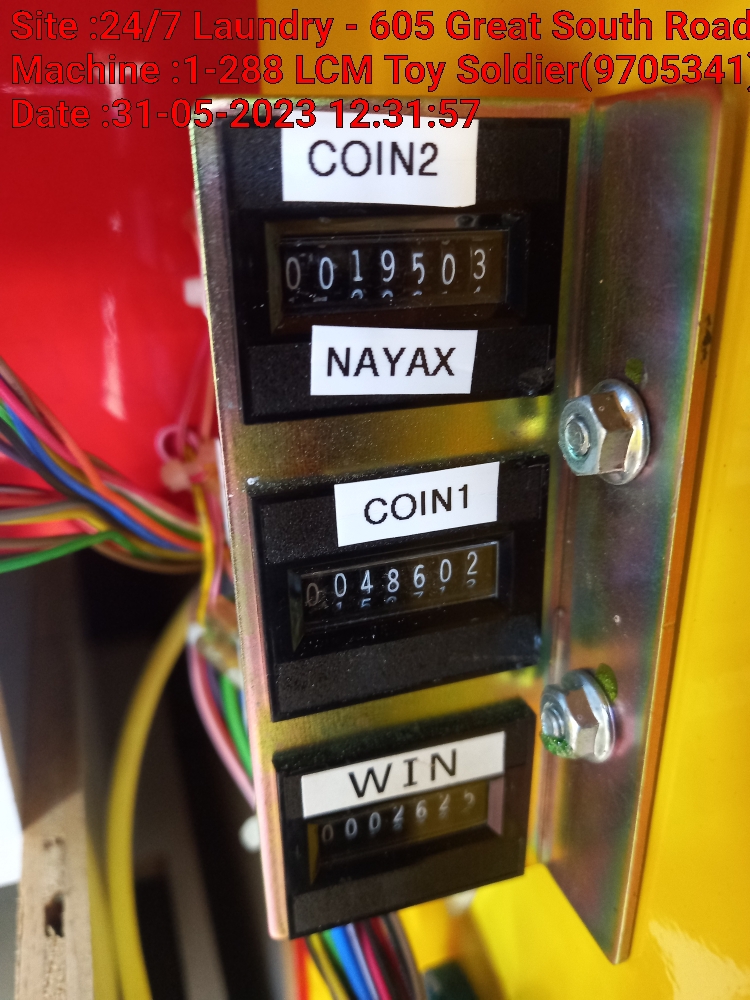 Site :24/7 Laundry - 605 Great South Road
Machine :1-288 LCM Toy Soldier(9705341)
Date :31-05-2023 12:31:57
COIN2
0019503
NAYAX
COIN1
0048602
WIN
0002625